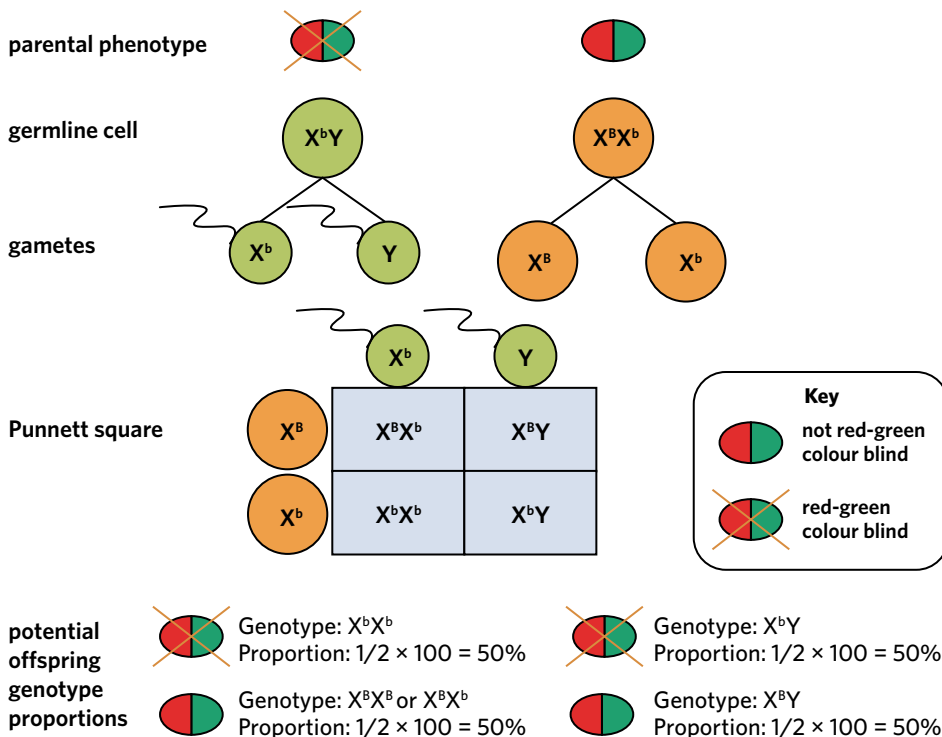 parental phenotype
germline cell
XᵇY
XᴮXᵇ
gametes
Xᵇ
Y
Xᴮ
Xᵇ
Xᵇ
Y
Punnett square
Xᴮ
XᴮXᵇ
XᴮY
Xᵇ
XᵇXᵇ
XᵇY
Key
not red-green
colour blind
red-green
colour blind
potential
offspring
genotype
proportions
Genotype: XᵇXᵇ
Proportion: 1/2 × 100 = 50%
Genotype: XᵇY
Proportion: 1/2 × 100 = 50%
Genotype: XᴮXᴮ or XᴮXᵇ
Proportion: 1/2 × 100 = 50%
Genotype: XᴮY
Proportion: 1/2 × 100 = 50%